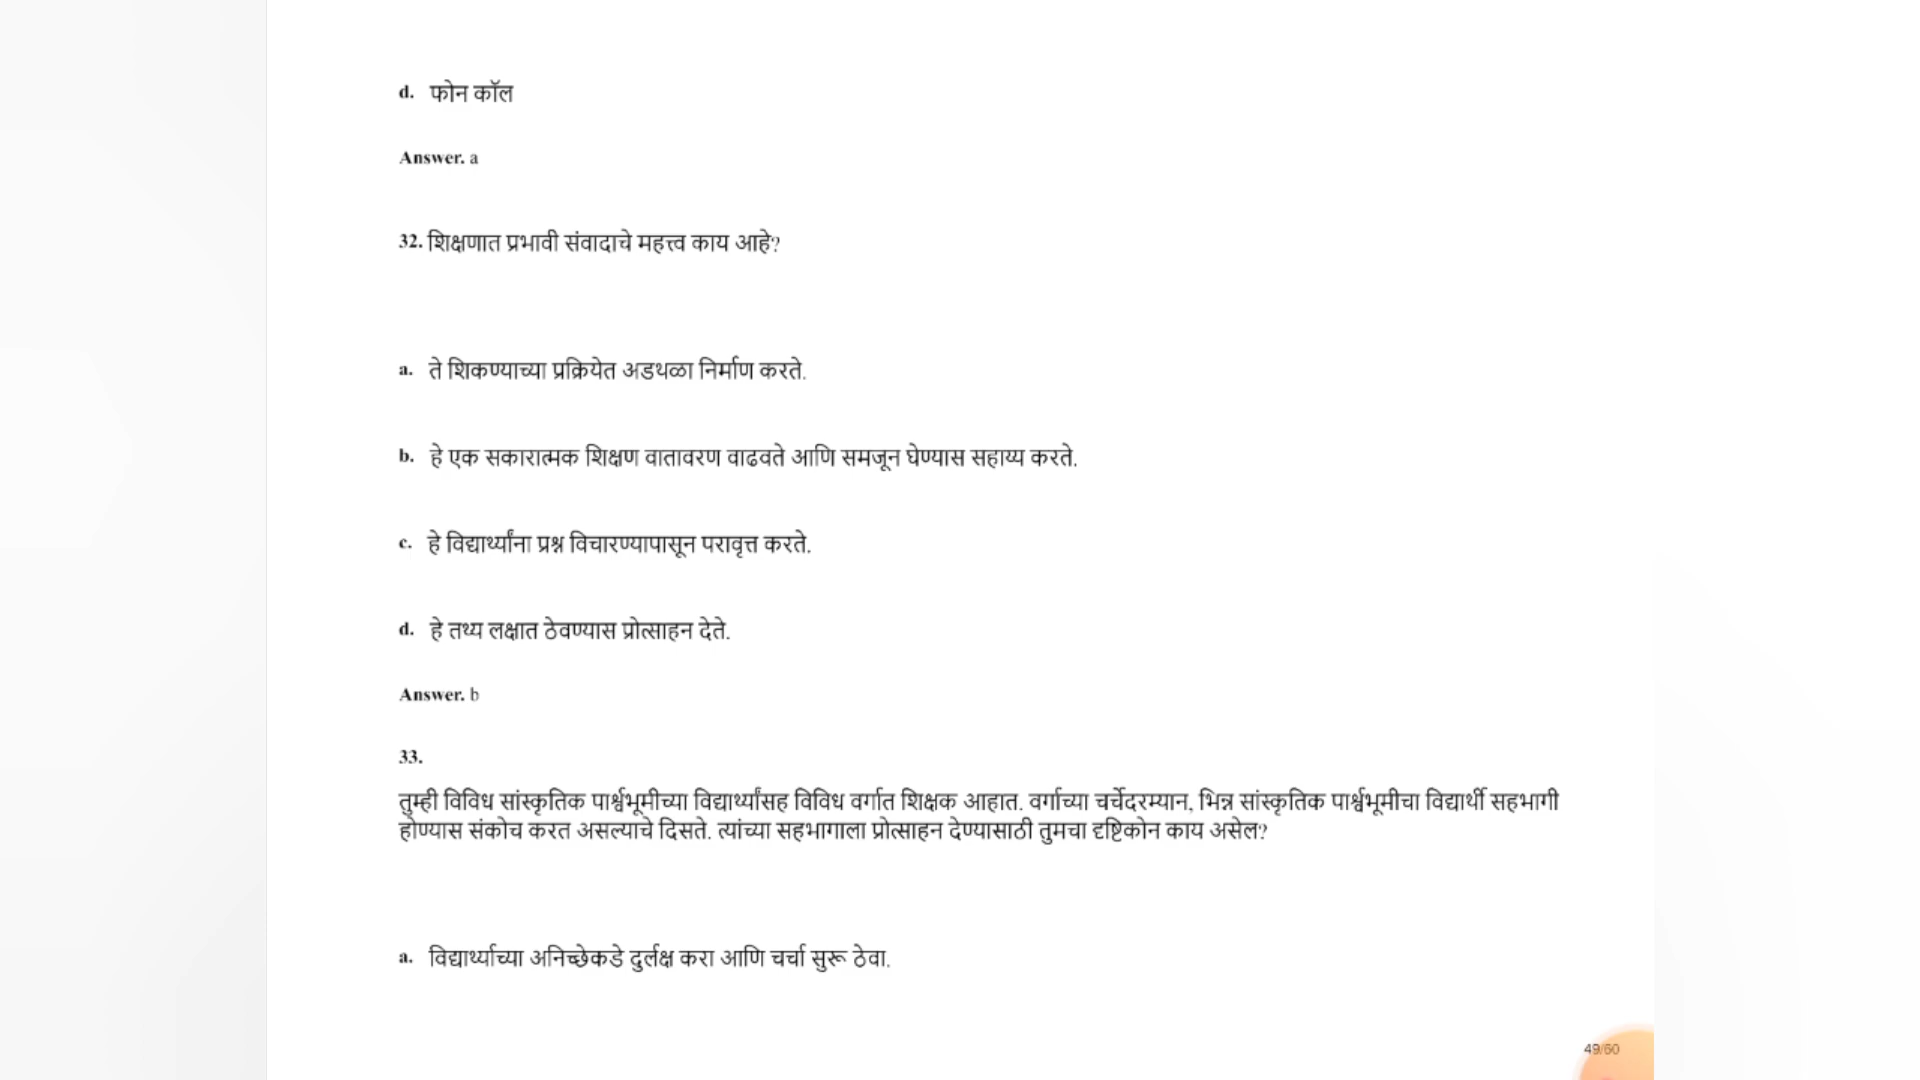 d. फोन कॉल
Answer. a
32. शिक्षणात प्रभावी संवादाचे महत्त्व काय आहे?
a. ते शिकण्याच्या प्रक्रियेत अडथळा निर्माण करते.
b. हे एक सकारात्मक शिक्षण वातावरण वाढवते आणि समजून घेण्यास सहाय्य करते.
c. हे विद्यार्थ्यांना प्रश्न विचारण्यापासून परावृत्त करते.
d. हे तथ्य लक्षात ठेवण्यास प्रोत्साहन देते.
Answer. b
33.
तुम्ही विविध सांस्कृतिक पार्श्वभूमीच्या विद्यार्थ्यांसह विविध वर्गात शिक्षक आहात. वर्गाच्या चर्चेदरम्यान, भिन्न सांस्कृतिक पार्श्वभूमीचा विद्यार्थी सहभागी
होण्यास संकोच करत असल्याचे दिसते. त्यांच्या सहभागाला प्रोत्साहन देण्यासाठी तुमचा दृष्टिकोन काय असेल?
a. विद्यार्थ्याच्या अनिच्छेकडे दुर्लक्ष करा आणि चर्चा सुरू ठेवा.
49/60